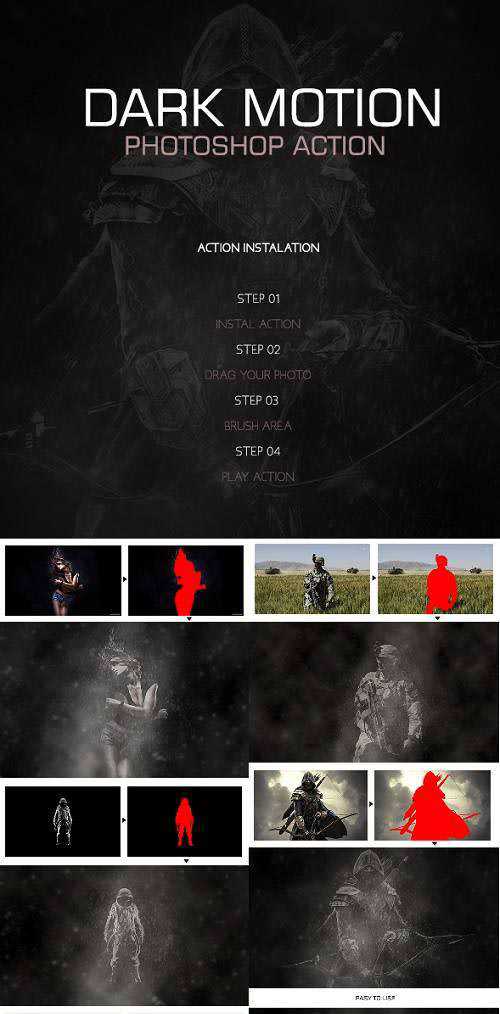 DARK MOTION
PHOTOSHOP ACTION
ACTION INSTALATION
STEP 01
INSTAL ACTION
STEP 02
DRAG YOUR PHOTO
STEP 03
BRUSH AREA
STEP 04
PLAY ACTION
EASY TO USE